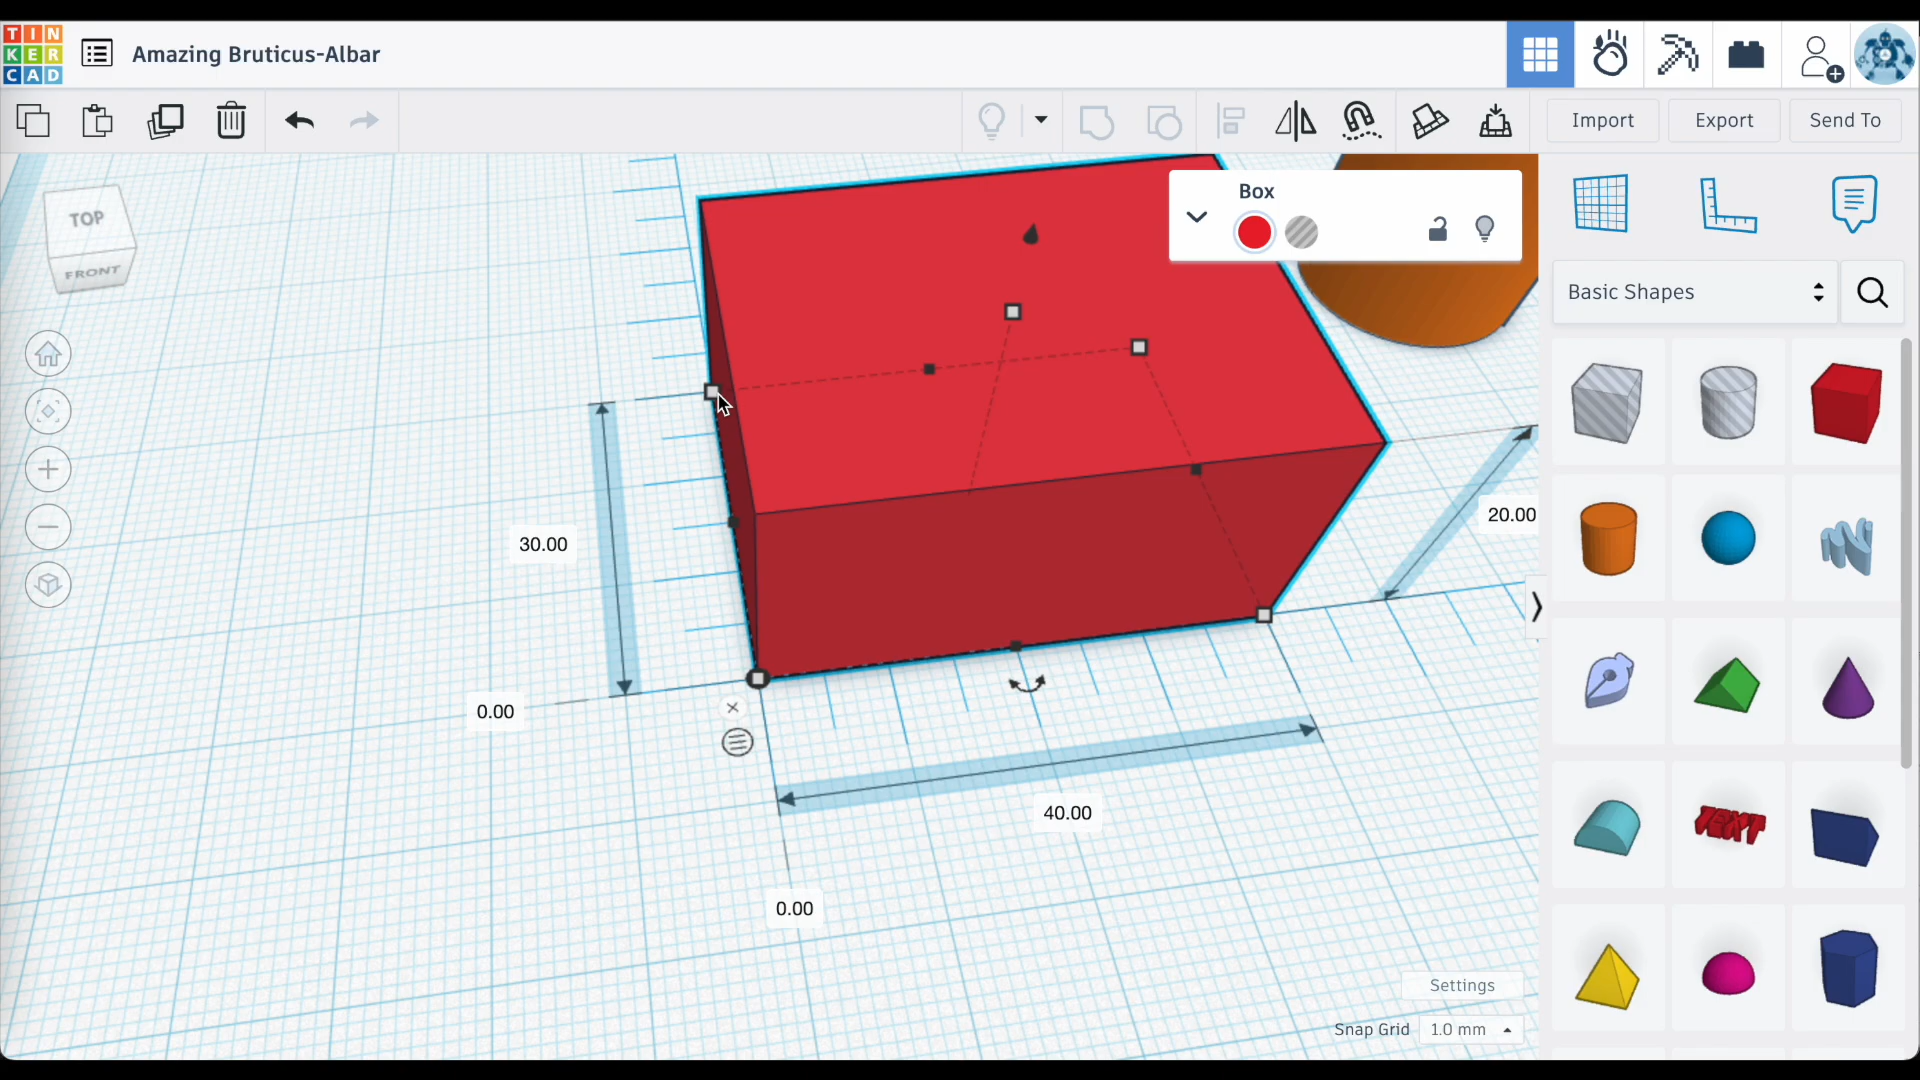 TIN
KER
CAD
Amazing Bruticus-Albar
Import
Export
Send To
TOP
FRONT
Box
Basic Shapes
30.00
20.00
0.00
40.00
0.00
TEXT
Settings
Snap Grid 1.0 mm